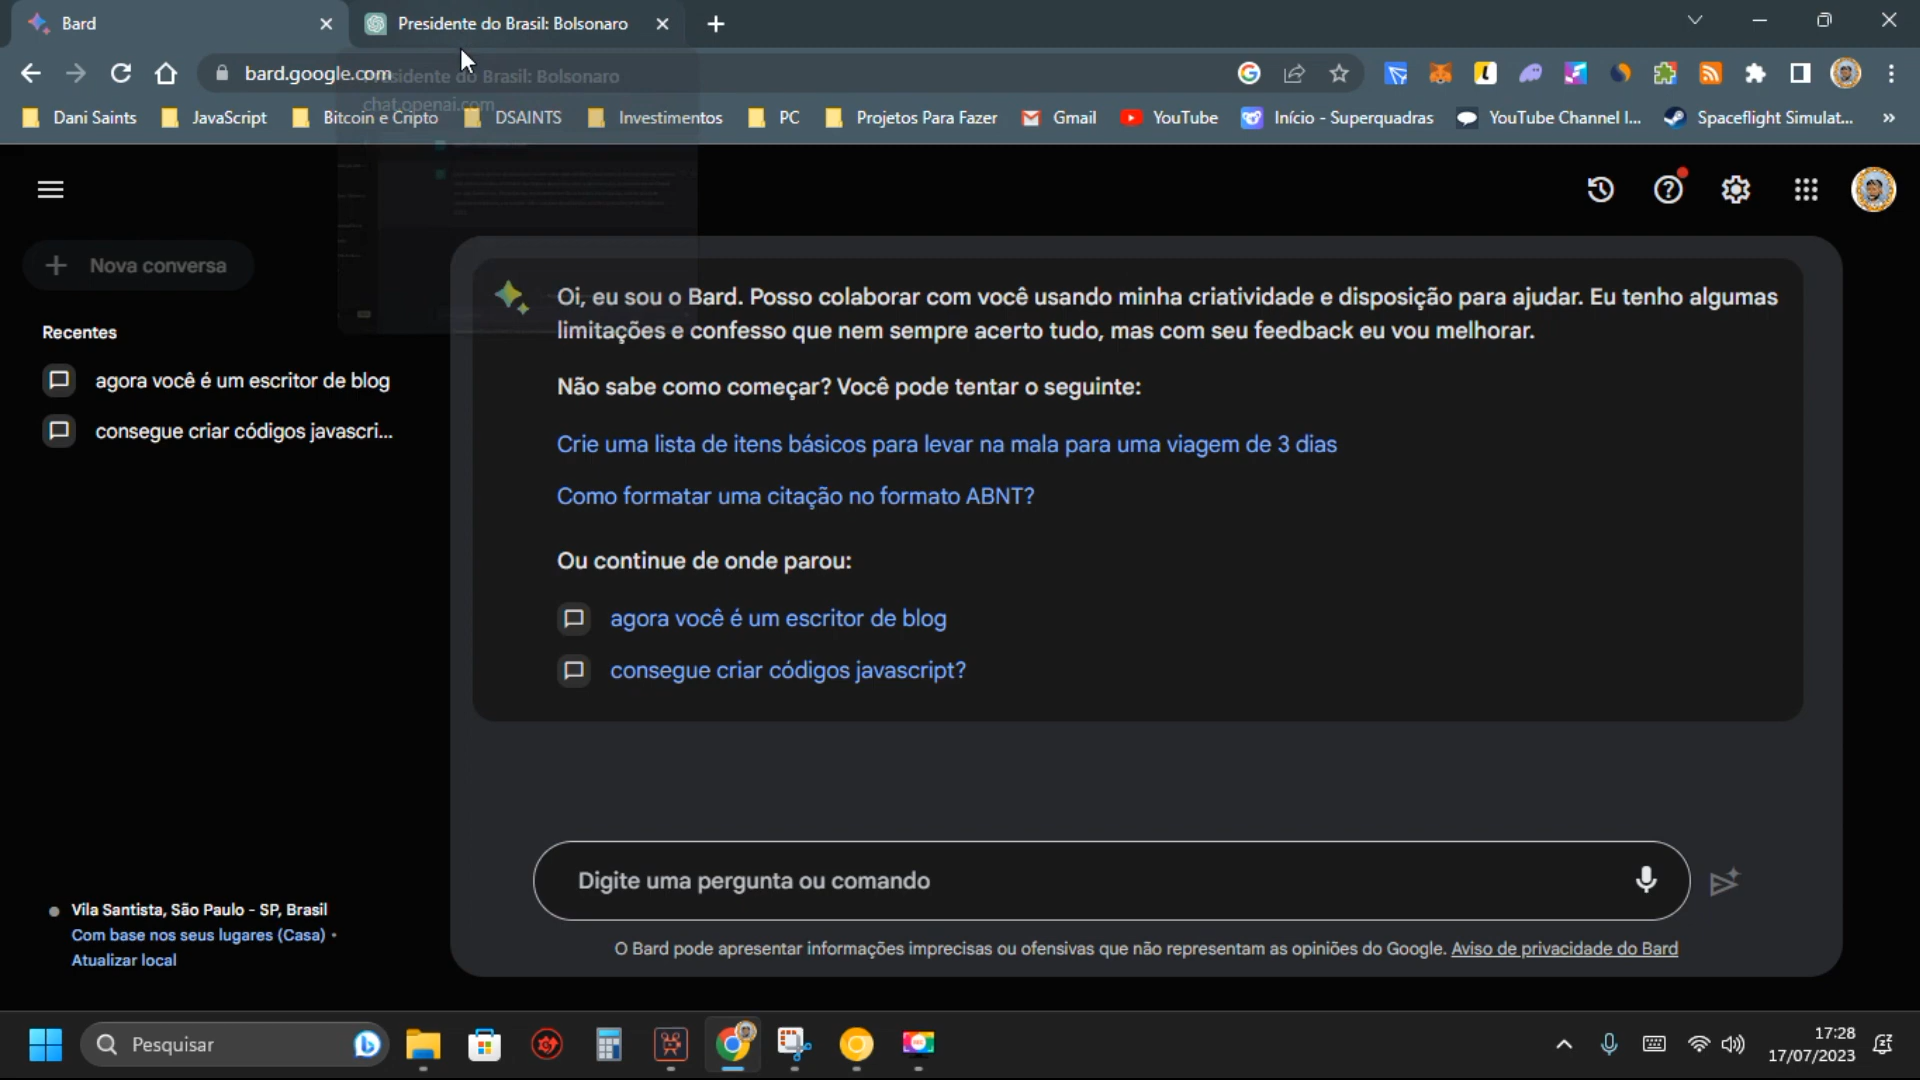 Bard
Presidente do Brasil: Bolsonaro
bard.google.com
Presidente do Brasil: Bolsonaro
chat.openai.com
Dani Saints
JavaScript
Bitcoin e Cripto
DSAINTS
Investimentos
PC
Projetos Para Fazer
Gmail
YouTube
Início - Superquadras
YouTube Channel I...
Spaceflight Simulat...
»
Nova conversa
Recentes
agora você é um escritor de blog
consegue criar códigos javascri...
Oi, eu sou o Bard. Posso colaborar com você usando minha criatividade e disposição para ajudar. Eu tenho algumas
limitações e confesso que nem sempre acerto tudo, mas com seu feedback eu vou melhorar.
Não sabe como começar? Você pode tentar o seguinte:
Crie uma lista de itens básicos para levar na mala para uma viagem de 3 dias
Como formatar uma citação no formato ABNT?
Ou continue de onde parou:
agora você é um escritor de blog
consegue criar códigos javascript?
Digite uma pergunta ou comando
O Bard pode apresentar informações imprecisas ou ofensivas que não representam as opiniões do Google. Aviso de privacidade do Bard
Vila Santista, São Paulo - SP, Brasil
Com base nos seus lugares (Casa) •
Atualizar local
Pesquisar
17:28
17/07/2023